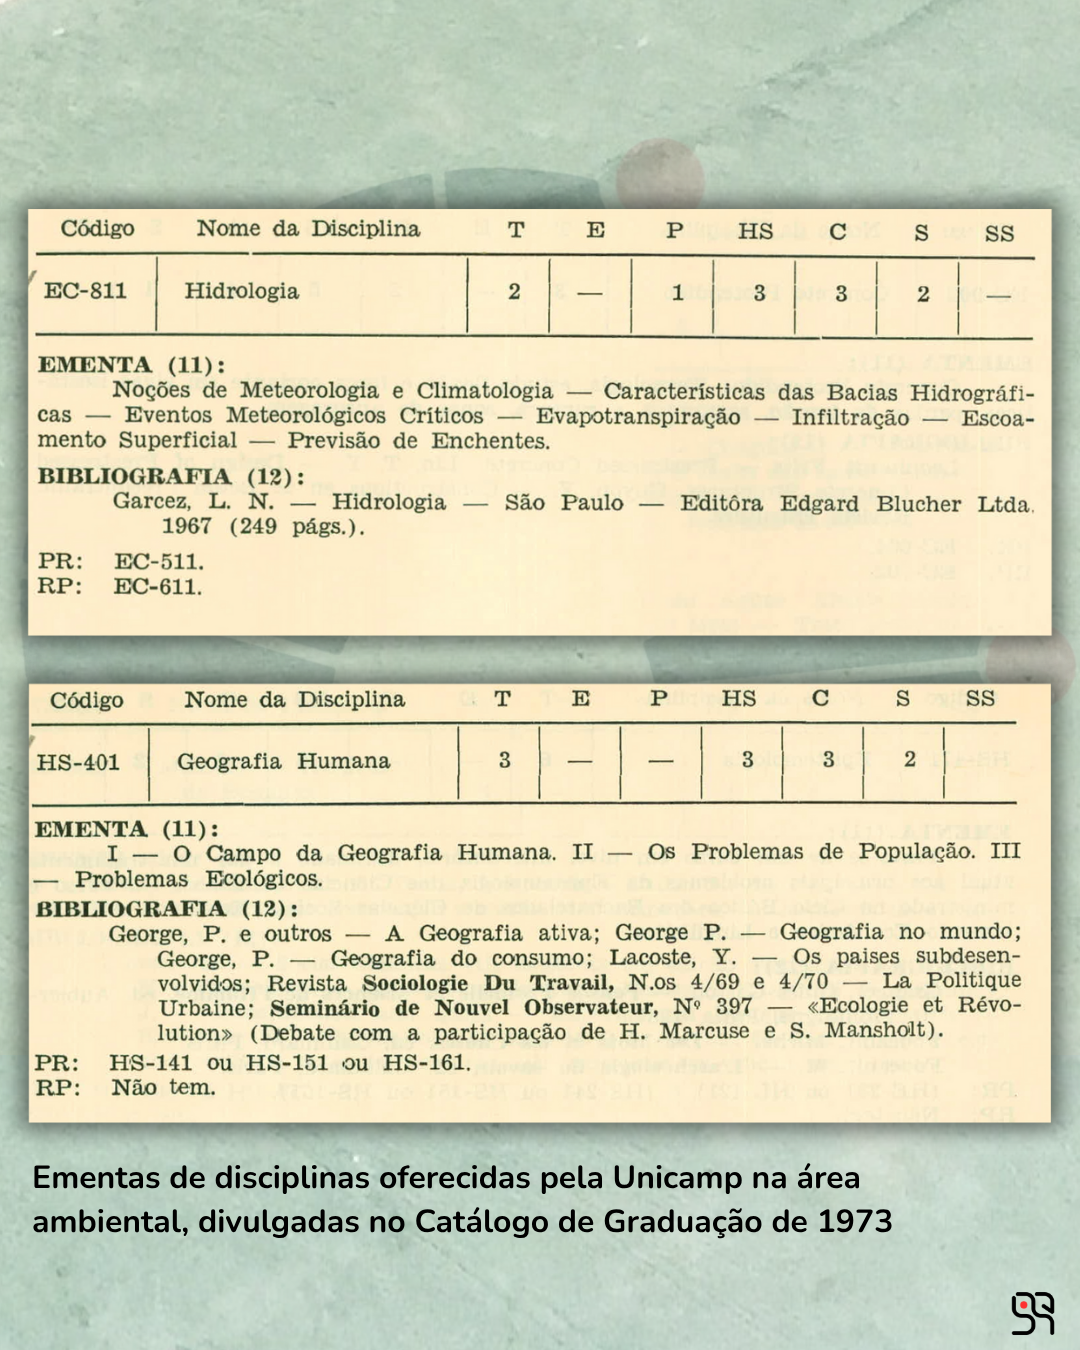 Código Nome da Disciplina T E P HS C S SS
EC-811 Hidrologia 2 — 1 3 3 2 —
EMENTA (11):
Noções de Meteorologia e Climatologia — Características das Bacias Hidrográfi-
cas — Eventos Meteorológicos Críticos — Evapotranspiração — Infiltração — Escoa-
mento Superficial — Previsão de Enchentes.
BIBLIOGRAFIA (12):
Garcez, L. N. — Hidrologia — São Paulo — Editôra Edgard Blucher Ltda.
1967 (249 págs.).
PR: EC-511.
RP: EC-611.
Código Nome da Disciplina T E P HS C S SS
HS-401 Geografia Humana 3 — — 3 3 2
EMENTA (11):
I — O Campo da Geografia Humana. II — Os Problemas de População. III
— Problemas Ecológicos.
BIBLIOGRAFIA (12):
George, P. e outros — A Geografia ativa; George P. — Geografia no mundo;
George, P. — Geografia do consumo; Lacoste, Y. — Os paises subdesen-
volvidos; Revista Sociologie Du Travail, N.os 4/69 e 4/70 — La Politique
Urbaine; Seminário de Nouvel Observateur, Nº 397 — «Ecologie et Révo-
lution» (Debate com a participação de H. Marcuse e S. Mansholt).
PR: HS-141 ou HS-151 ou HS-161.
RP: Não tem.
Ementas de disciplinas oferecidas pela Unicamp na área
ambiental, divulgadas no Catálogo de Graduação de 1973